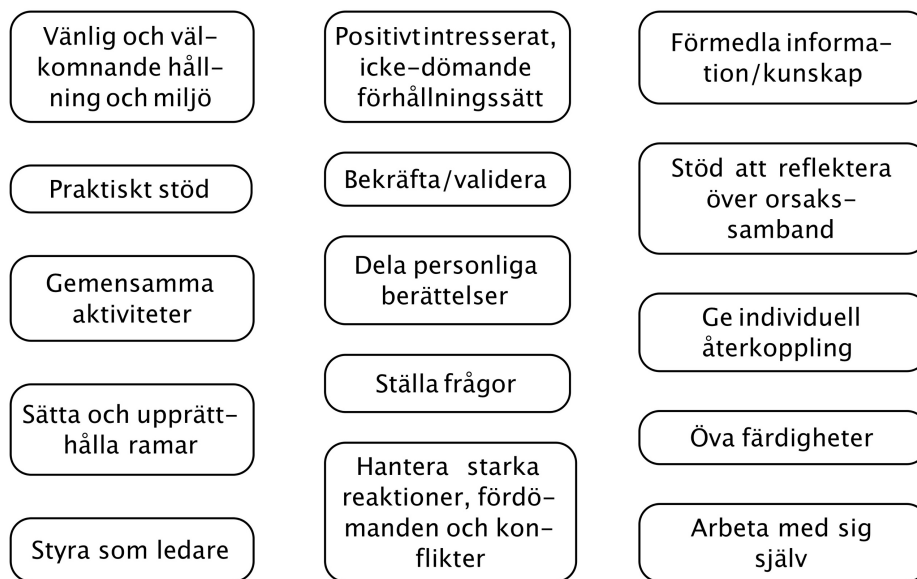 Vänlig och väl-
komnande håll-
ning och miljö
Praktiskt stöd
Gemensamma
aktiviteter
Sätta och upprätt-
hålla ramar
Styra som ledare
Positivt intresserat,
icke-dömande
förhållningssätt
Bekräfta/validera
Dela personliga
berättelser
Ställa frågor
Hantera starka
reaktioner, fördö-
manden och kon-
flikter
Förmedla informa-
tion/kunskap
Stöd att reflektera
över orsaks-
samband
Ge individuell
återkoppling
Öva färdigheter
Arbeta med sig
själv